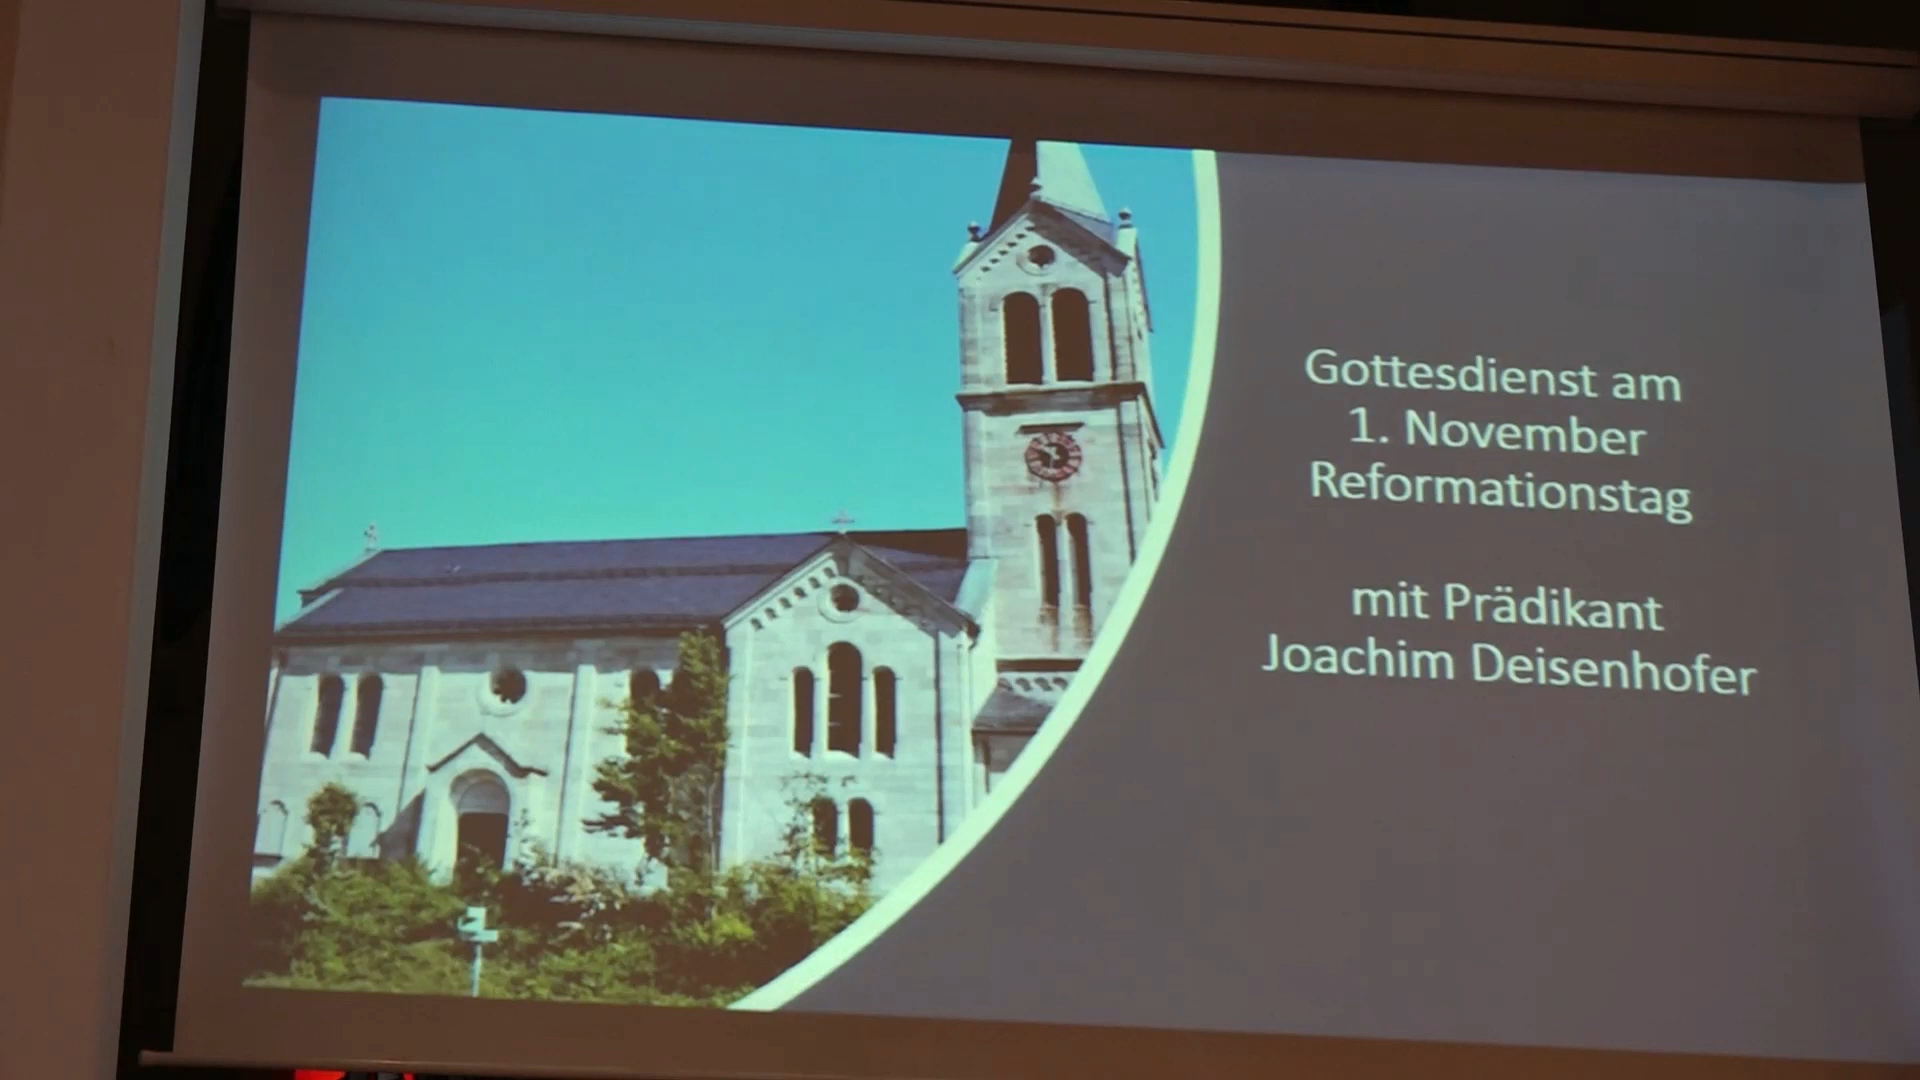 Gottesdienst am
1. November
Reformationstag
mit Prädikant
Joachim Deisenhofer